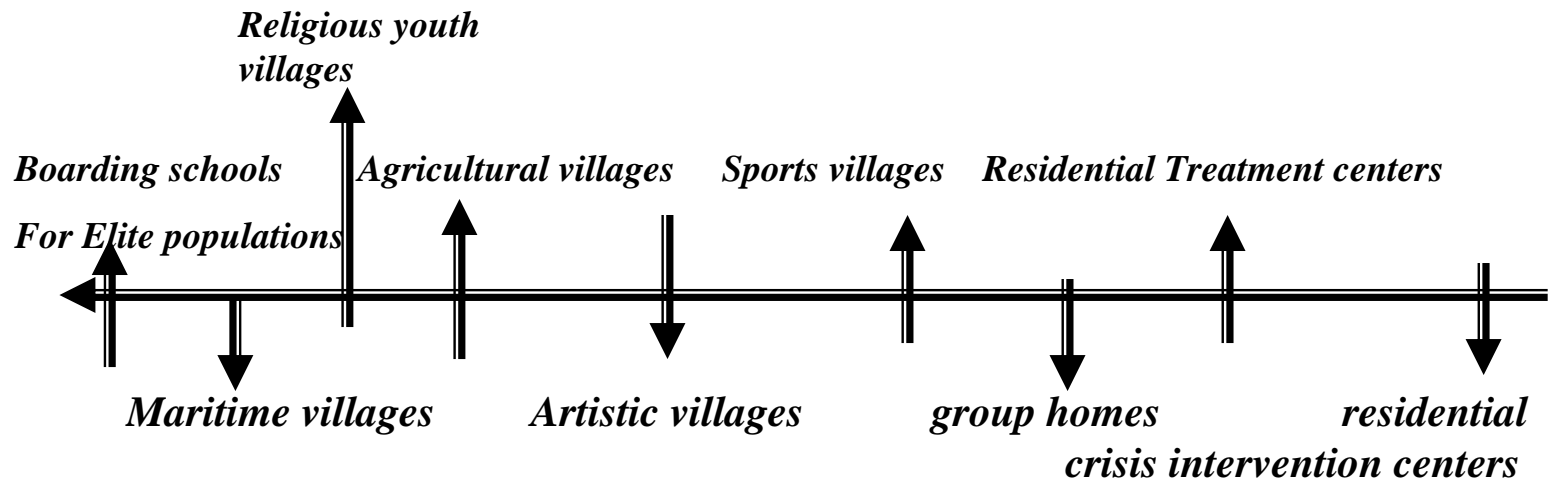 Religious youth
villages
Boarding schools
For Elite populations
Agricultural villages
Sports villages
Residential Treatment centers
Maritime villages
Artistic villages
group homes
residential
crisis intervention centers